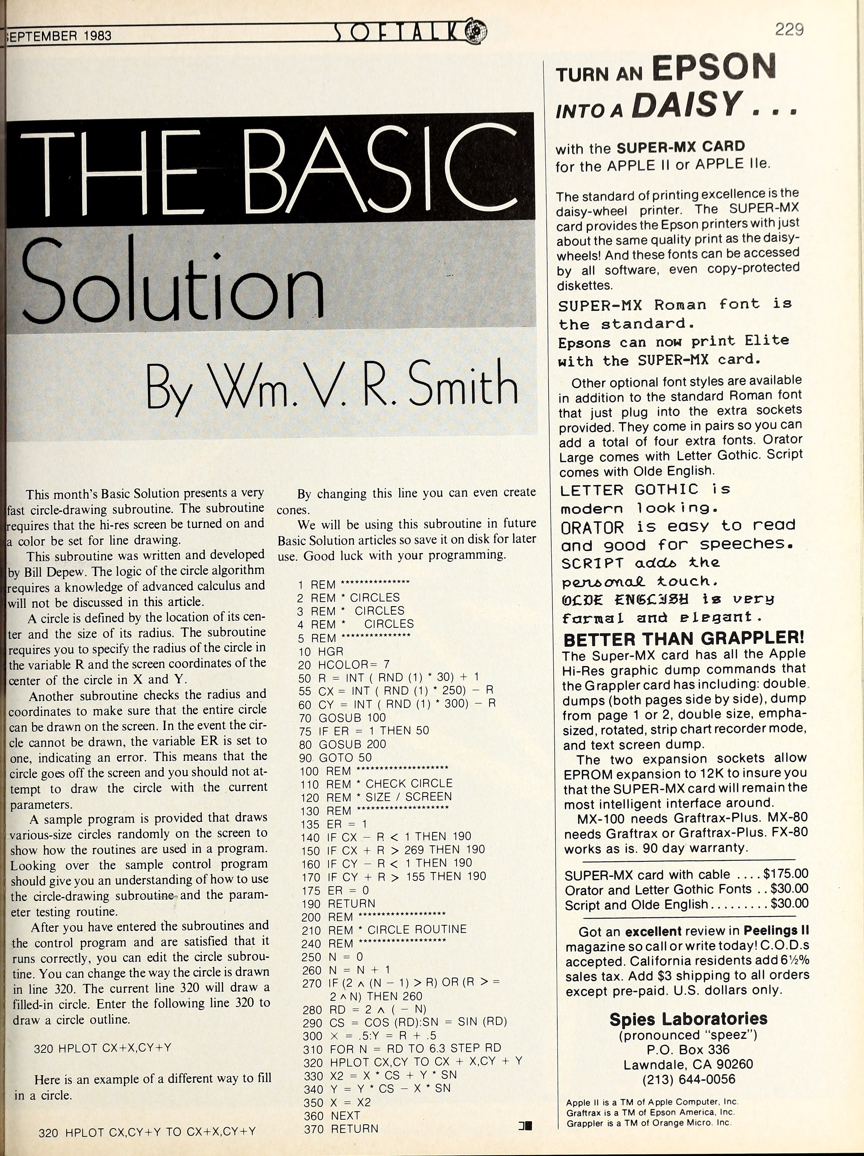 SEPTEMBER 1983
SOFTALK
229
THE BASIC
Solution
By Wm. V. R. Smith
This month's Basic Solution presents a very
fast circle-drawing subroutine. The subroutine
requires that the hi-res screen be turned on and
a color be set for line drawing.
This subroutine was written and developed
by Bill Depew. The logic of the circle algorithm
requires a knowledge of advanced calculus and
will not be discussed in this article.
A circle is defined by the location of its cen-
ter and the size of its radius. The subroutine
requires you to specify the radius of the circle in
the variable R and the screen coordinates of the
center of the circle in X and Y.
Another subroutine checks the radius and
coordinates to make sure that the entire circle
can be drawn on the screen. In the event the cir-
cle cannot be drawn, the variable ER is set to
one, indicating an error. This means that the
circle goes off the screen and you should not at-
tempt to draw the circle with the current
parameters.
A sample program is provided that draws
various-size circles randomly on the screen to
show how the routines are used in a program.
Looking over the sample control program
should give you an understanding of how to use
the circle-drawing subroutine and the param-
eter testing routine.
After you have entered the subroutines and
the control program and are satisfied that it
runs correctly, you can edit the circle subrou-
tine. You can change the way the circle is drawn
in line 320. The current line 320 will draw a
filled-in circle. Enter the following line 320 to
draw a circle outline.
320 HPLOT CX+X,CY+Y
Here is an example of a different way to fill
in a circle.
320 HPLOT CX,CY+Y TO CX+X,CY+Y
By changing this line you can even create
cones.
We will be using this subroutine in future
Basic Solution articles so save it on disk for later
use. Good luck with your programming.
1 REM ***************
2 REM * CIRCLES
3 REM * CIRCLES
4 REM * CIRCLES
5 REM ***************
10 HGR
20 HCOLOR= 7
50 R = INT ( RND (1) * 30) + 1
55 CX = INT ( RND (1) * 250) – R
60 CY = INT ( RND (1) * 300) – R
70 GOSUB 100
75 IF ER = 1 THEN 50
80 GOSUB 200
90 GOTO 50
100 REM *******************
110 REM * CHECK CIRCLE
120 REM * SIZE / SCREEN
130 REM *******************
135 ER = 1
140 IF CX – R < 1 THEN 190
150 IF CX + R > 269 THEN 190
160 IF CY – R < 1 THEN 190
170 IF CY + R > 155 THEN 190
175 ER = 0
190 RETURN
200 REM *******************
210 REM * CIRCLE ROUTINE
240 REM *******************
250 N = 0
260 N = N + 1
270 IF (2 ∧ (N – 1) > R) OR (R > =
2 ∧ N) THEN 260
280 RD = 2 ∧ ( – N)
290 CS = COS (RD):SN = SIN (RD)
300 X = .5:Y = R + .5
310 FOR N = RD TO 6.3 STEP RD
320 HPLOT CX,CY TO CX + X,CY + Y
330 X2 = X * CS + Y * SN
340 Y = Y * CS – X * SN
350 X = X2
360 NEXT
370 RETURN
TURN AN EPSON
INTO A DAISY . . .
with the SUPER-MX CARD
for the APPLE II or APPLE IIe.
The standard of printing excellence is the
daisy-wheel printer. The SUPER-MX
card provides the Epson printers with just
about the same quality print as the daisy-
wheels! And these fonts can be accessed
by all software, even copy-protected
diskettes.
SUPER-MX Roman font is
the standard.
Epsons can now print Elite
with the SUPER-MX card.
Other optional font styles are available
in addition to the standard Roman font
that just plug into the extra sockets
provided. They come in pairs so you can
add a total of four extra fonts. Orator
Large comes with Letter Gothic. Script
comes with Olde English.
LETTER GOTHIC is
modern looking.
ORATOR is easy to read
and good for speeches.
SCRIPT adds the
personal touch.
OLDE ENGLISH is very
formal and elegant.
BETTER THAN GRAPPLER!
The Super-MX card has all the Apple
Hi-Res graphic dump commands that
the Grappler card has including: double
dumps (both pages side by side), dump
from page 1 or 2, double size, empha-
sized, rotated, strip chart recorder mode,
and text screen dump.
The two expansion sockets allow
EPROM expansion to 12K to insure you
that the SUPER-MX card will remain the
most intelligent interface around.
MX-100 needs Graftrax-Plus. MX-80
needs Graftrax or Graftrax-Plus. FX-80
works as is. 90 day warranty.
SUPER-MX card with cable .... $175.00
Orator and Letter Gothic Fonts .. $30.00
Script and Olde English......... $30.00
Got an excellent review in Peelings II
magazine so call or write today! C.O.D.s
accepted. California residents add 6½%
sales tax. Add $3 shipping to all orders
except pre-paid. U.S. dollars only.
Spies Laboratories
(pronounced "speez")
P.O. Box 336
Lawndale, CA 90260
(213) 644-0056
Apple II is a TM of Apple Computer, Inc.
Graftrax is a TM of Epson America, Inc.
Grappler is a TM of Orange Micro, Inc.